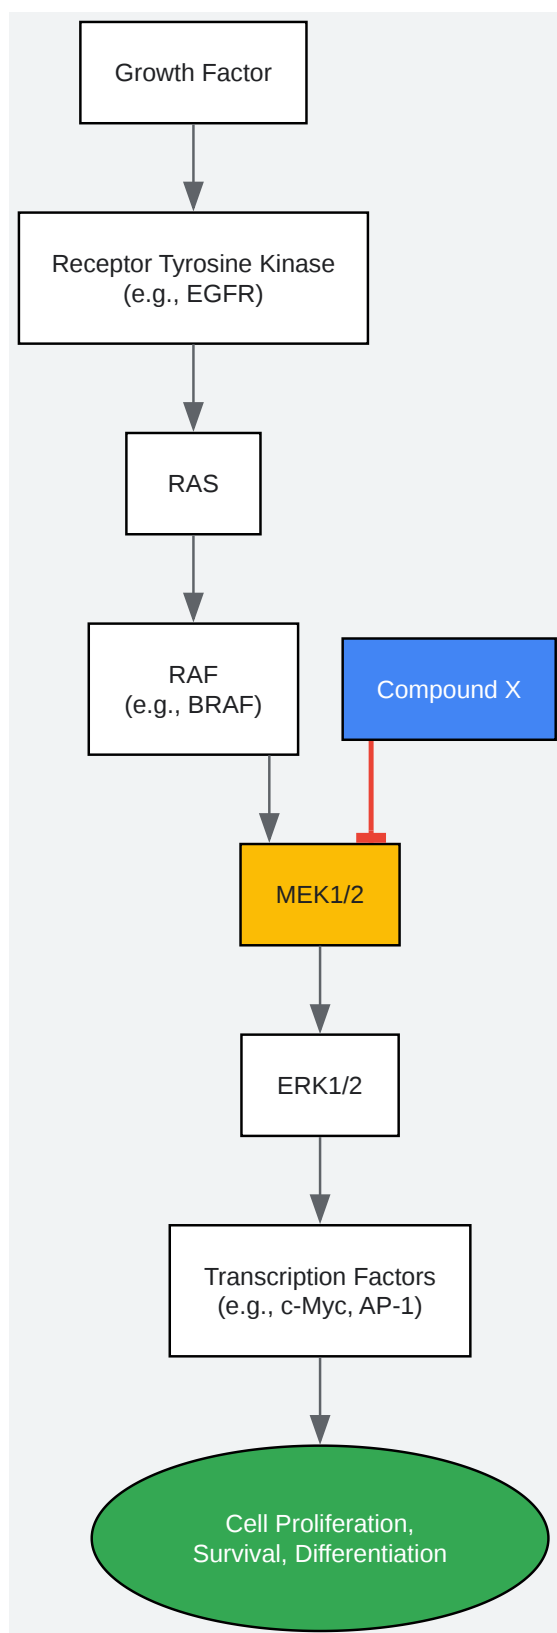 Growth Factor
Receptor Tyrosine Kinase
(e.g., EGFR)
RAS
RAF
(e.g., BRAF)
Compound X
MEK1/2
ERK1/2
Transcription Factors
(e.g., c-Myc, AP-1)
Cell Proliferation,
Survival, Differentiation